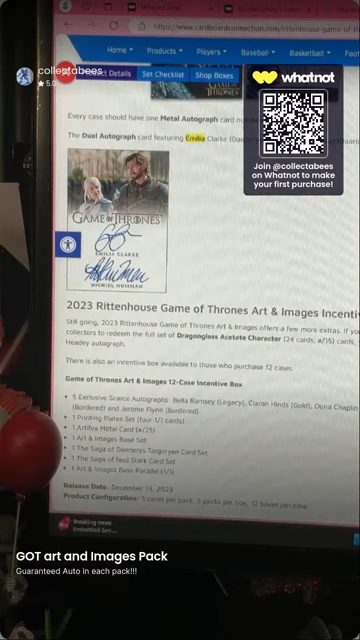 https://www.cardboardconnection.com/rittenhouse-game-of-th
Home Products Players Baseball Basketball Foot
collectabees
5.0
Product Details Set Checklist Shop Boxes
whatnot
Join @collectabees
on Whatnot to make
your first purchase!
Every case should have one Metal Autograph card
The Dual Autograph card featuring Emilia Clarke
GAME OF THRONES
EMILIA CLARKE
MICHIEL HUISMAN
2023 Rittenhouse Game of Thrones Art & Images Incenti
Still going, 2023 Rittenhouse Game of Thrones Art & Images offers a few more extras. If yo
collectors to redeem the full set of Dragonglass Acetate Character (24 cards, #/15) cards,
Headey autograph.
There is also an incentive box available to those who purchase 12 cases.
Game of Thrones Art & Images 12-Case Incentive Box
• 5 Exclusive Scarce Autographs: Bella Ramsey (Legacy), Ciaran Hinds (Gold), Oona Chaplin
(Bordered) and Jerome Flynn (Bordered)
• 1 Printing Plates Set (four 1/1 cards)
• 1 Artifex Metal Card (#/25)
• 1 Art & Images Base Set
• 1 The Saga of Daenerys Targaryen Card Set
• 1 The Saga of Ned Stark Card Set
• 1 Art & Images Base Parallel (1/1)
Release Date: December 13, 2023
Product Configuration: 5 cards per pack, 5 packs per box, 12 boxes per case
Breaking news
GOT art and Images Pack
Guaranteed Auto in each pack!!!